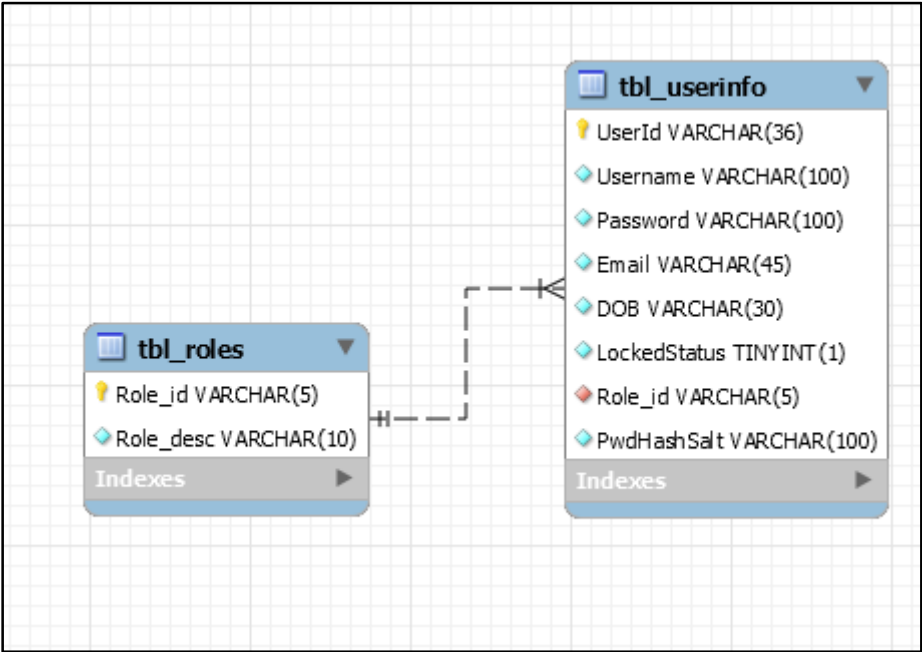 tbl_userinfo
UserId VARCHAR(36)
Username VARCHAR(100)
Password VARCHAR(100)
Email VARCHAR(45)
DOB VARCHAR(30)
LockedStatus TINYINT(1)
Role_id VARCHAR(5)
PwdHashSalt VARCHAR(100)
Indexes
tbl_roles
Role_id VARCHAR(5)
Role_desc VARCHAR(10)
Indexes